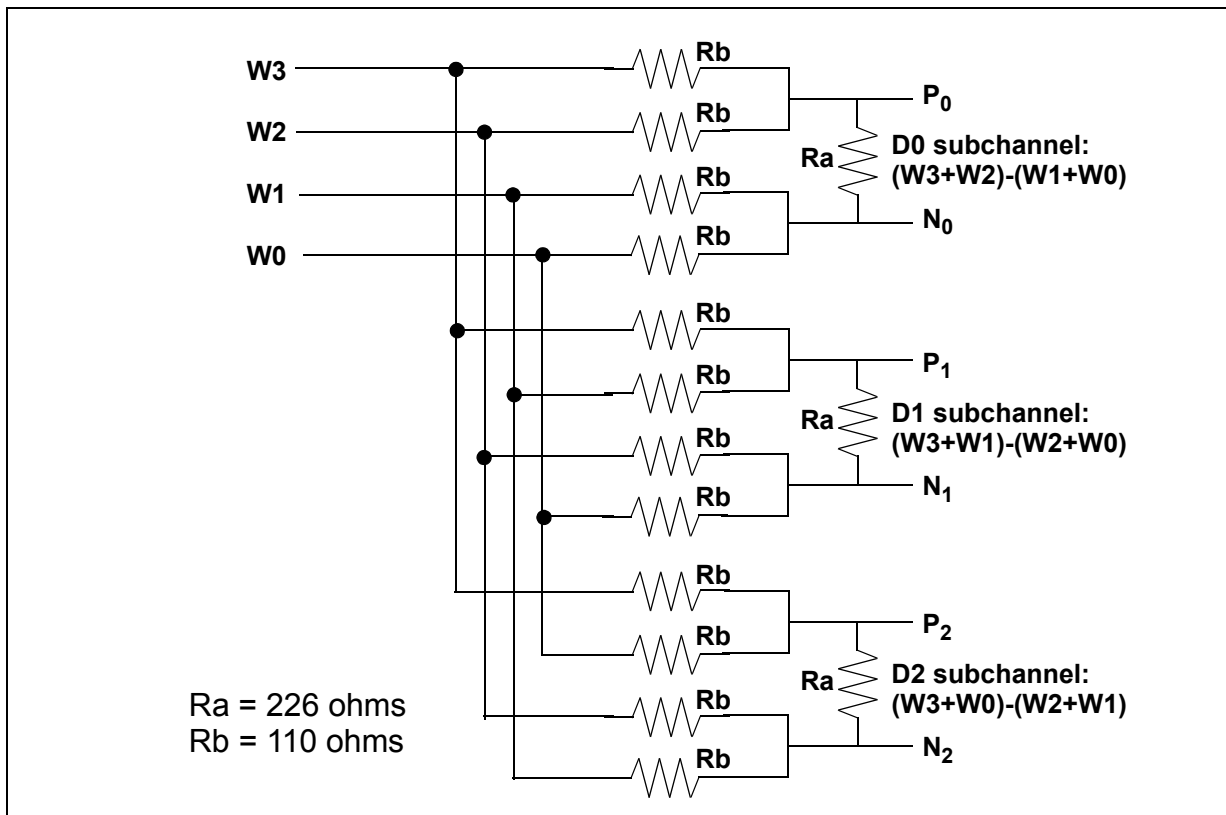 W3
W2
W1
W0
Rb
Rb
Rb
Rb
P0
Ra
D0 subchannel:
(W3+W2)-(W1+W0)
N0
Rb
Rb
Rb
Rb
P1
Ra
D1 subchannel:
(W3+W1)-(W2+W0)
N1
Rb
Rb
Rb
Rb
P2
Ra
D2 subchannel:
(W3+W0)-(W2+W1)
N2
Ra = 226 ohms
Rb = 110 ohms